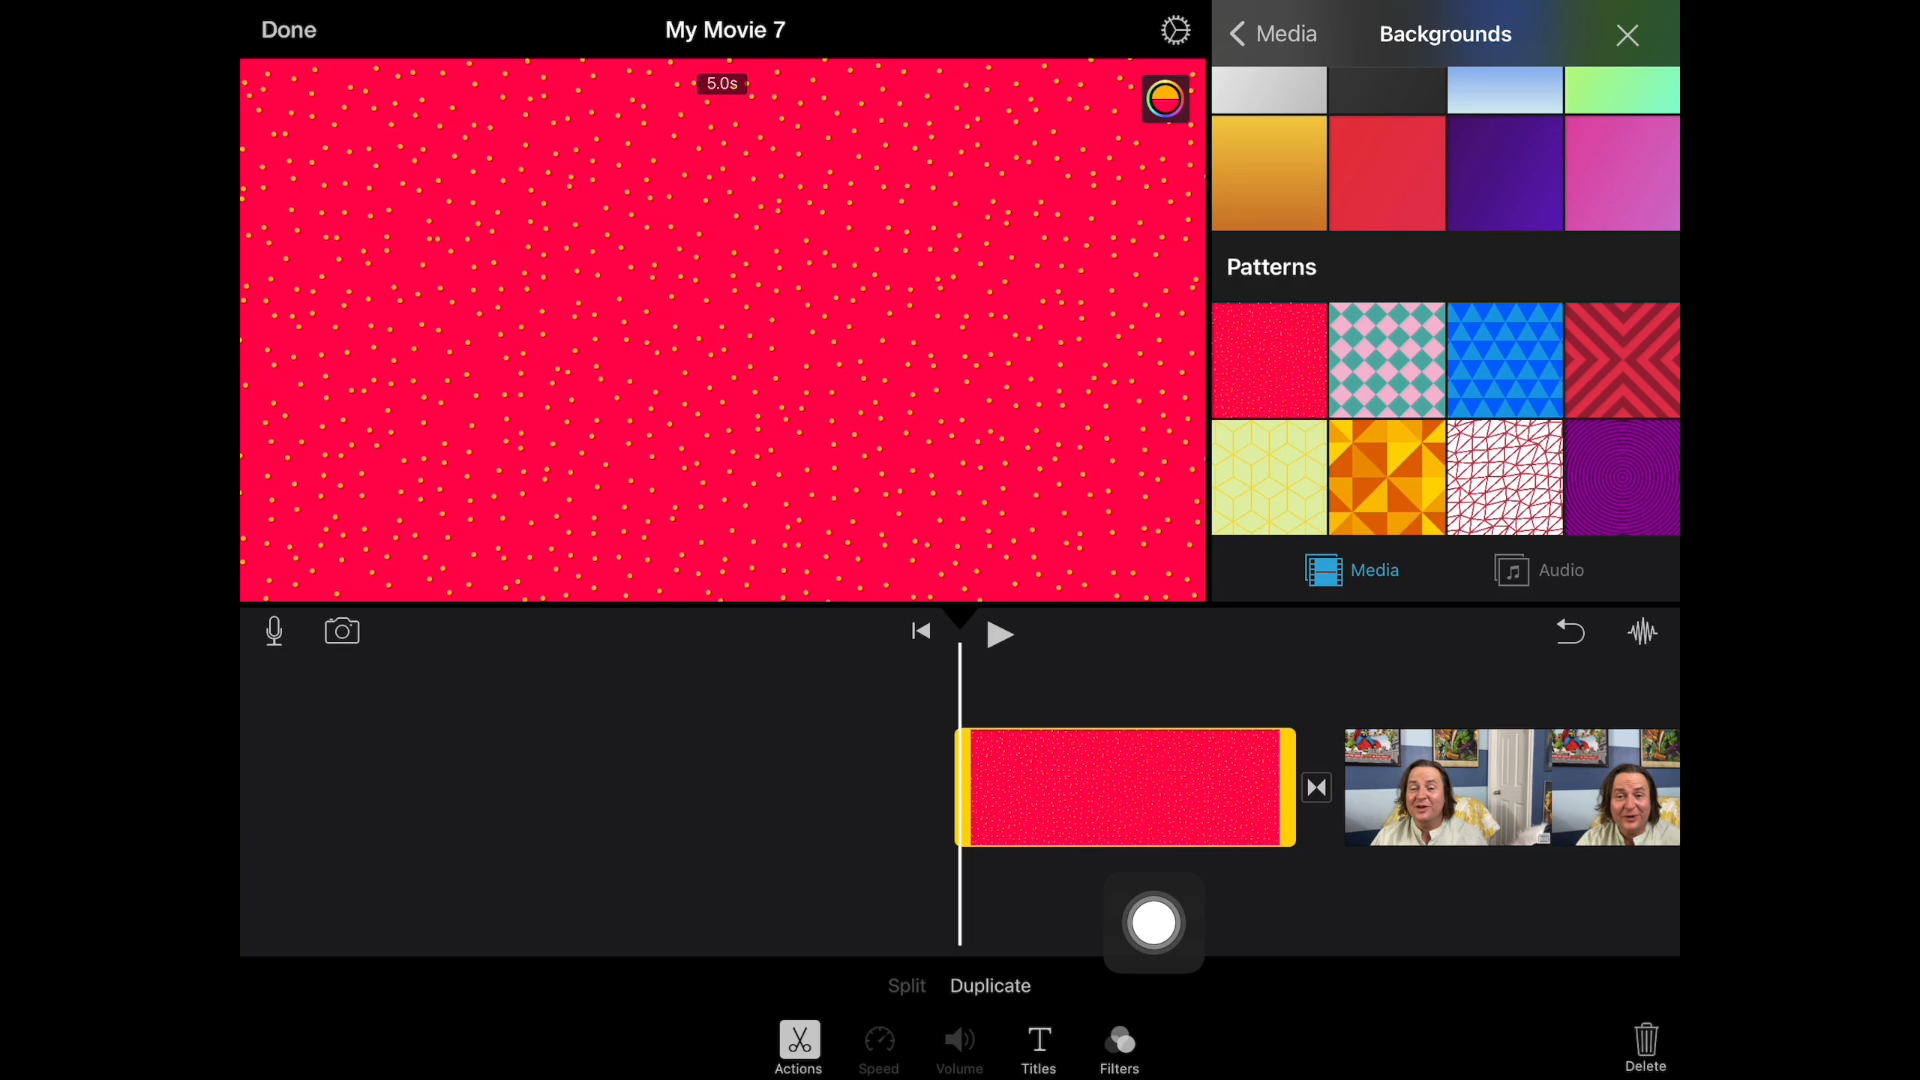 Done
My Movie 7
Media
Backgrounds
5.0s
Patterns
Media
Audio
Split
Duplicate
Actions
Speed
Volume
Titles
Filters
Delete